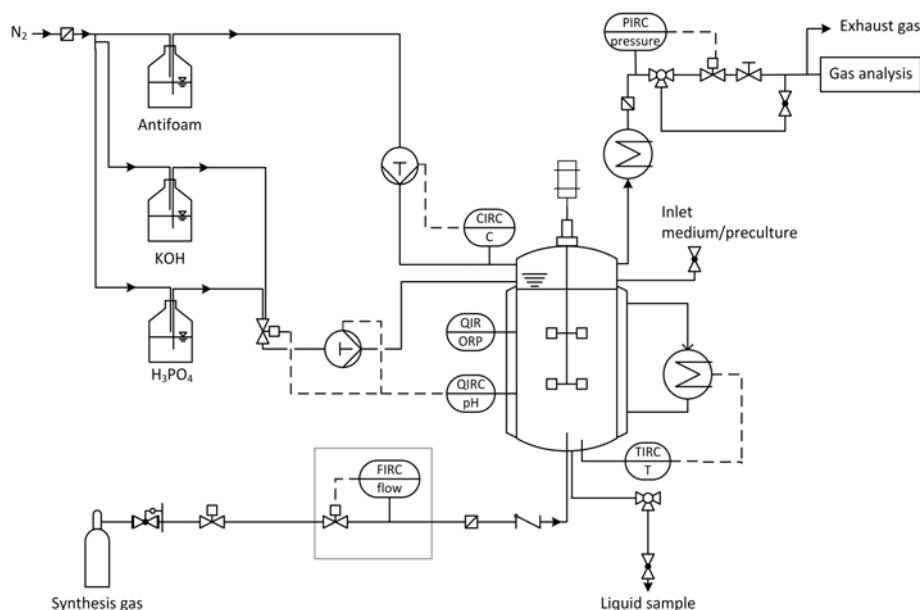 N₂
PIRC
pressure
Exhaust gas
Gas analysis
Antifoam
CIRC
C
Inlet
medium/preculture
KOH
QIR
ORP
H₃PO₄
QIRC
pH
TIRC
T
FIRC
flow
Synthesis gas
Liquid sample